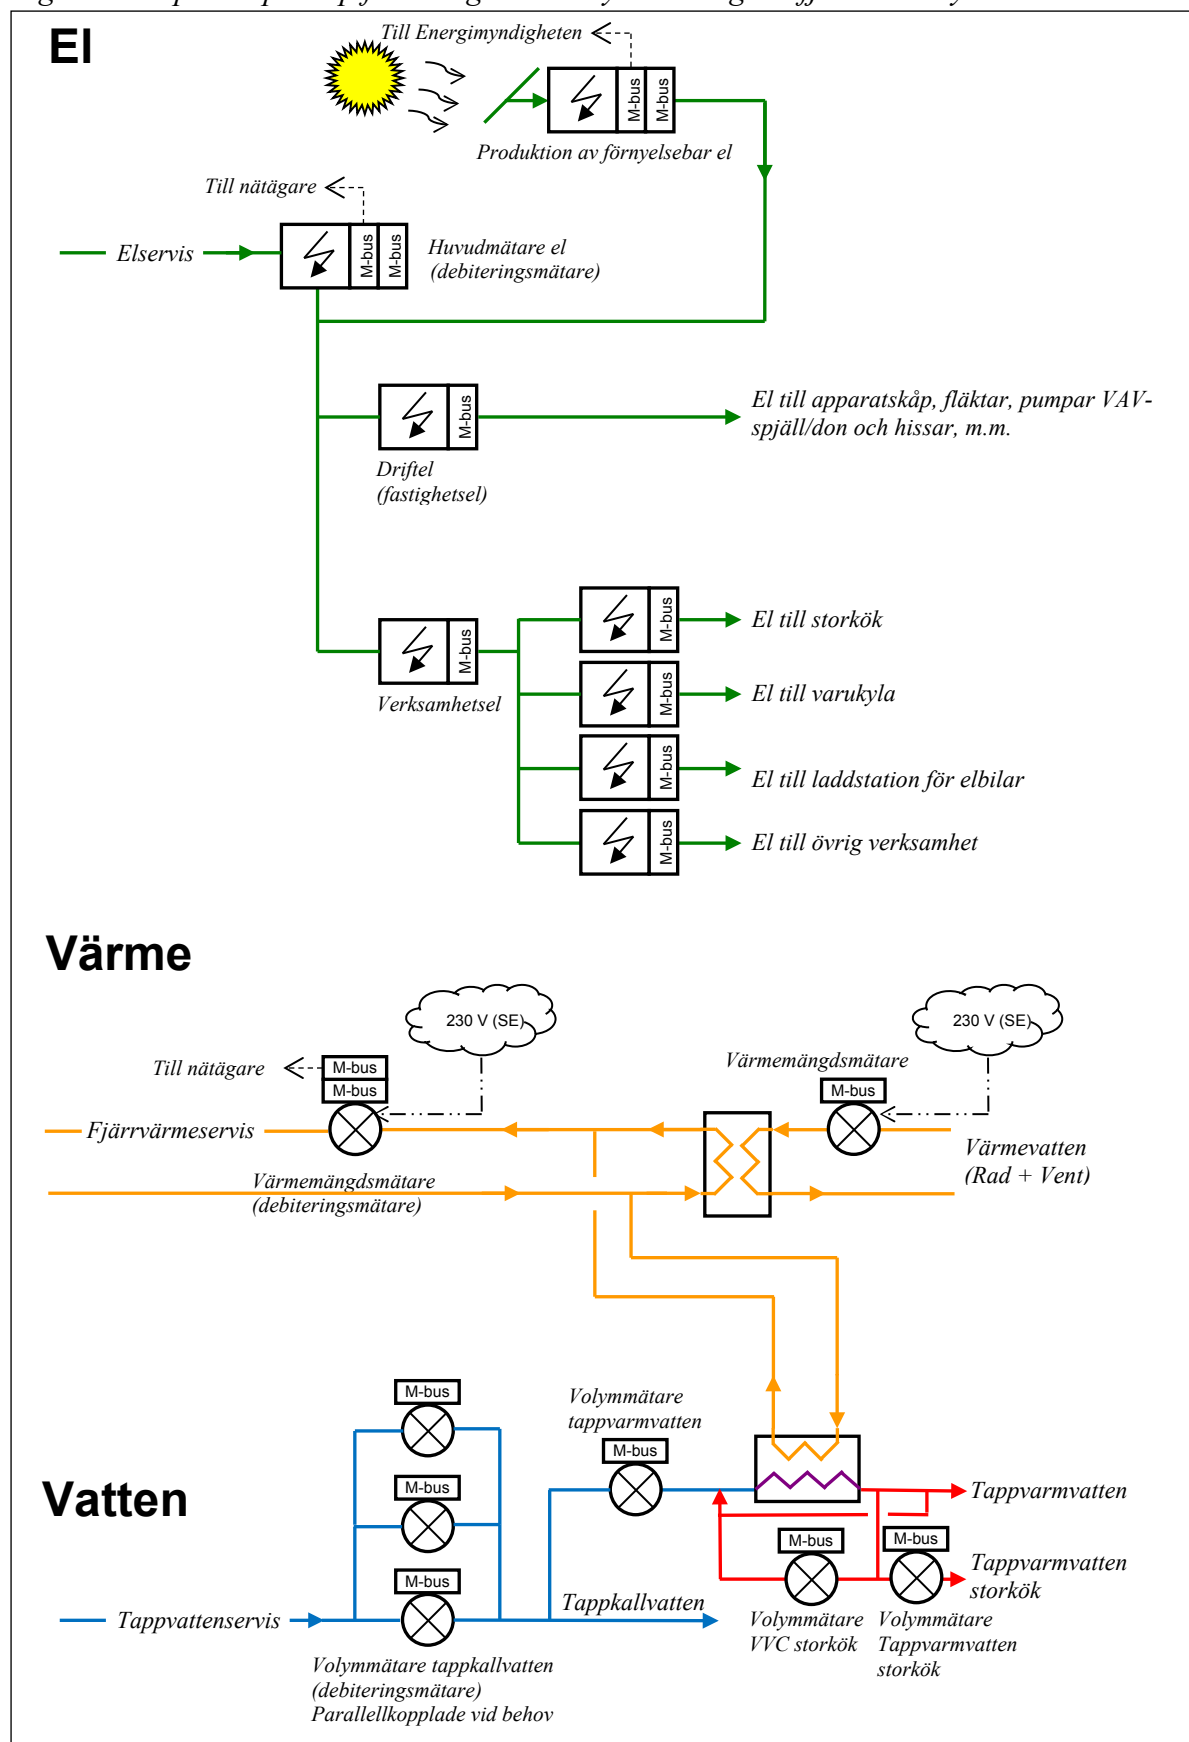 El
Till Energimyndigheten
M-bus
M-bus
Produktion av förnyelsebar el
Till nätägare
Elservis
M-bus
M-bus
Huvudmätare el
(debiteringsmätare)
M-bus
El till apparatskåp, fläktar, pumpar VAV-
spjäll/don och hissar, m.m.
Driftel
(fastighetsel)
M-bus
El till storkök
M-bus
Verksamhetsel
M-bus
El till varukyla
M-bus
El till laddstation för elbilar
M-bus
El till övrig verksamhet
Värme
230 V (SE)
230 V (SE)
Till nätägare
M-bus
M-bus
Värmemängdsmätare
M-bus
Fjärrvärmeservis
Värmevatten
(Rad + Vent)
Värmemängdsmätare
(debiteringsmätare)
M-bus
Volymmätare
tappvarmvatten
M-bus
Vatten
M-bus
Tappvarmvatten
M-bus
M-bus
M-bus
Tappvarmvatten
storkök
Tappvattenservis
Tappkallvatten
Volymmätare
VVC storkök
Volymmätare
Tappvarmvatten
storkök
Volymmätare tappkallvatten
(debiteringsmätare)
Parallellkopplade vid behov